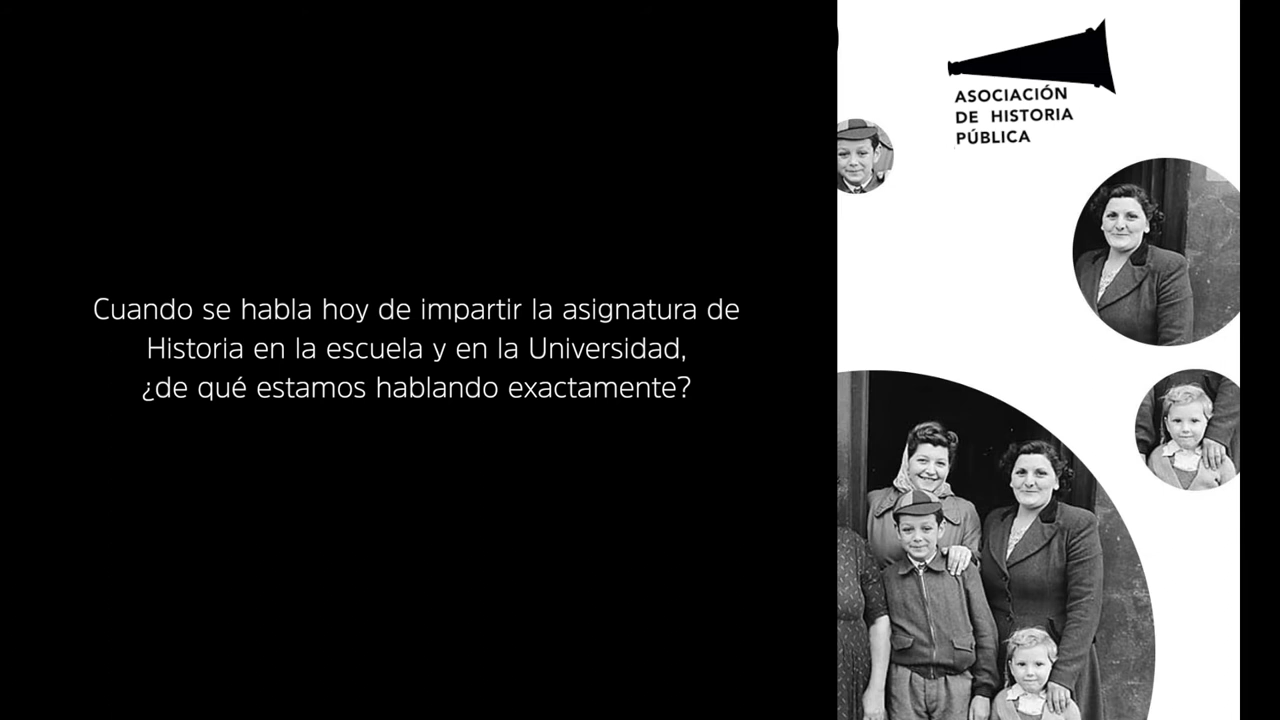 Cuando se habla hoy de impartir la asignatura de
Historia en la escuela y en la Universidad,
¿de qué estamos hablando exactamente?
ASOCIACIÓN
DE HISTORIA
PÚBLICA